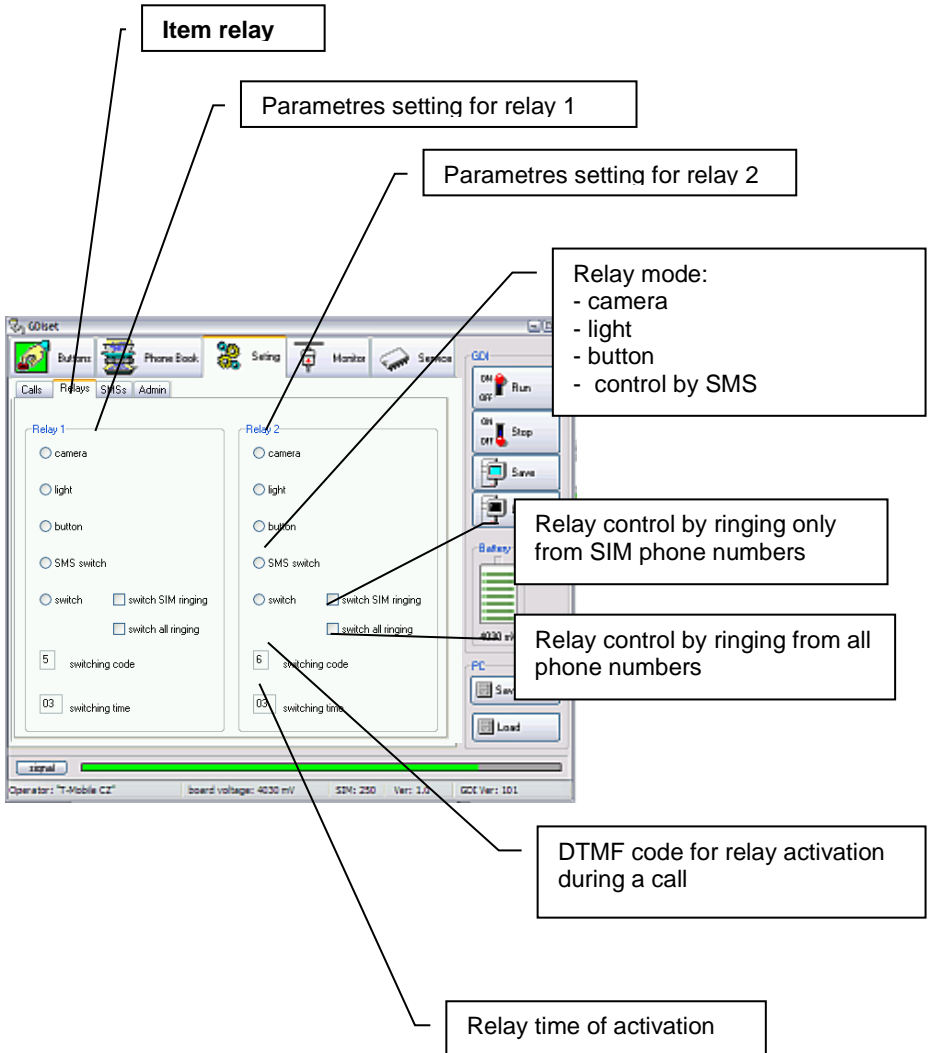 Item relay
Parametres setting for relay 1
Parametres setting for relay 2
Relay mode:
- camera
- light
- button
- control by SMS
GDIset
Buttons
Phone Book
Seting
Monitor
Service
Calls
Relays
SMSs
Admin
Relay 1
camera
light
button
SMS switch
switch
switch SIM ringing
switch all ringing
5
switching code
03
switching time
Relay 2
camera
light
button
SMS switch
switch
switch SIM ringing
switch all ringing
6
switching code
03
switching time
GDI
ON
OFF
Run
ON
OFF
Stop
Save
Battery
4030
PC
Load
Relay control by ringing only
from SIM phone numbers
Relay control by ringing from all
phone numbers
signal
Operator: "T-Mobile CZ"
board voltage: 4030 mV
SIM: 250
Ver: 1.0
GDI Ver: 101
DTMF code for relay activation
during a call
Relay time of activation